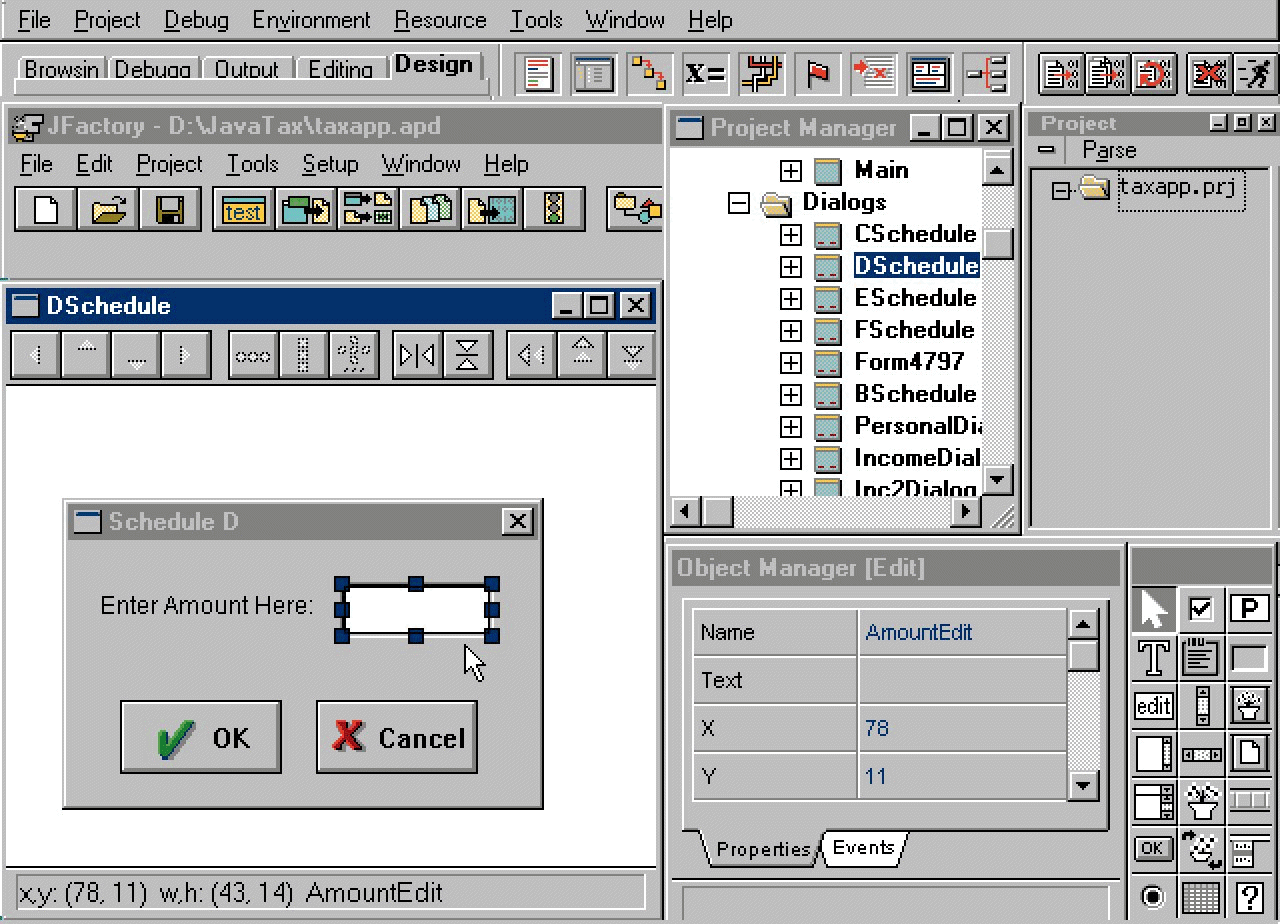 File Project Debug Environment Resource Tools Window Help
Browsin Debugg Output Editing Design
X=
JFactory - D:\JavaTax\taxapp.apd
File Edit Project Tools Setup Window Help
test
DSchedule
Schedule D
Enter Amount Here:
OK Cancel
x,y: (78, 11) w,h: (43, 14) AmountEdit
Project Manager
Main
Dialogs
CSchedule
DSchedule
ESchedule
FSchedule
Form4797
BSchedule
PersonalDia
IncomeDial
Inc2Dialog
Project
Parse
taxapp.prj
Object Manager [Edit]
Name AmountEdit
Text
X 78
Y 11
Properties Events
P
T
edit
OK
?